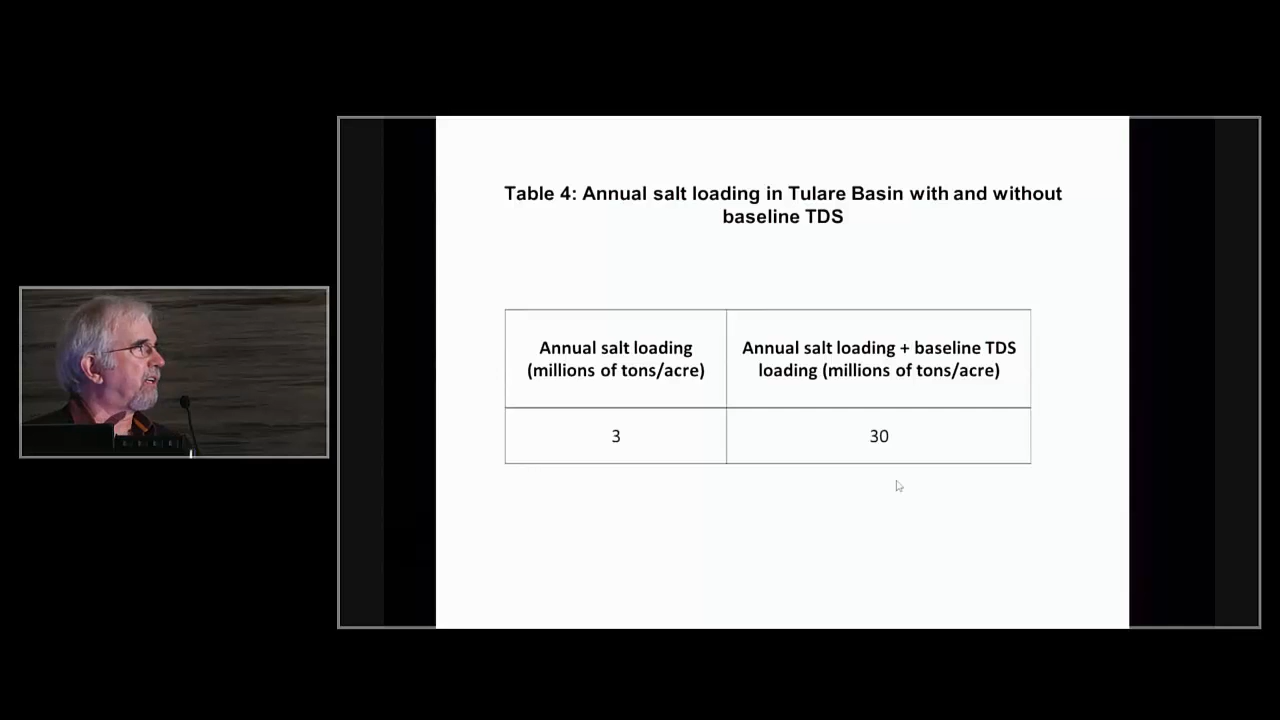 Table 4: Annual salt loading in Tulare Basin with and without
baseline TDS
Annual salt loading
(millions of tons/acre)
Annual salt loading + baseline TDS
loading (millions of tons/acre)
3
30